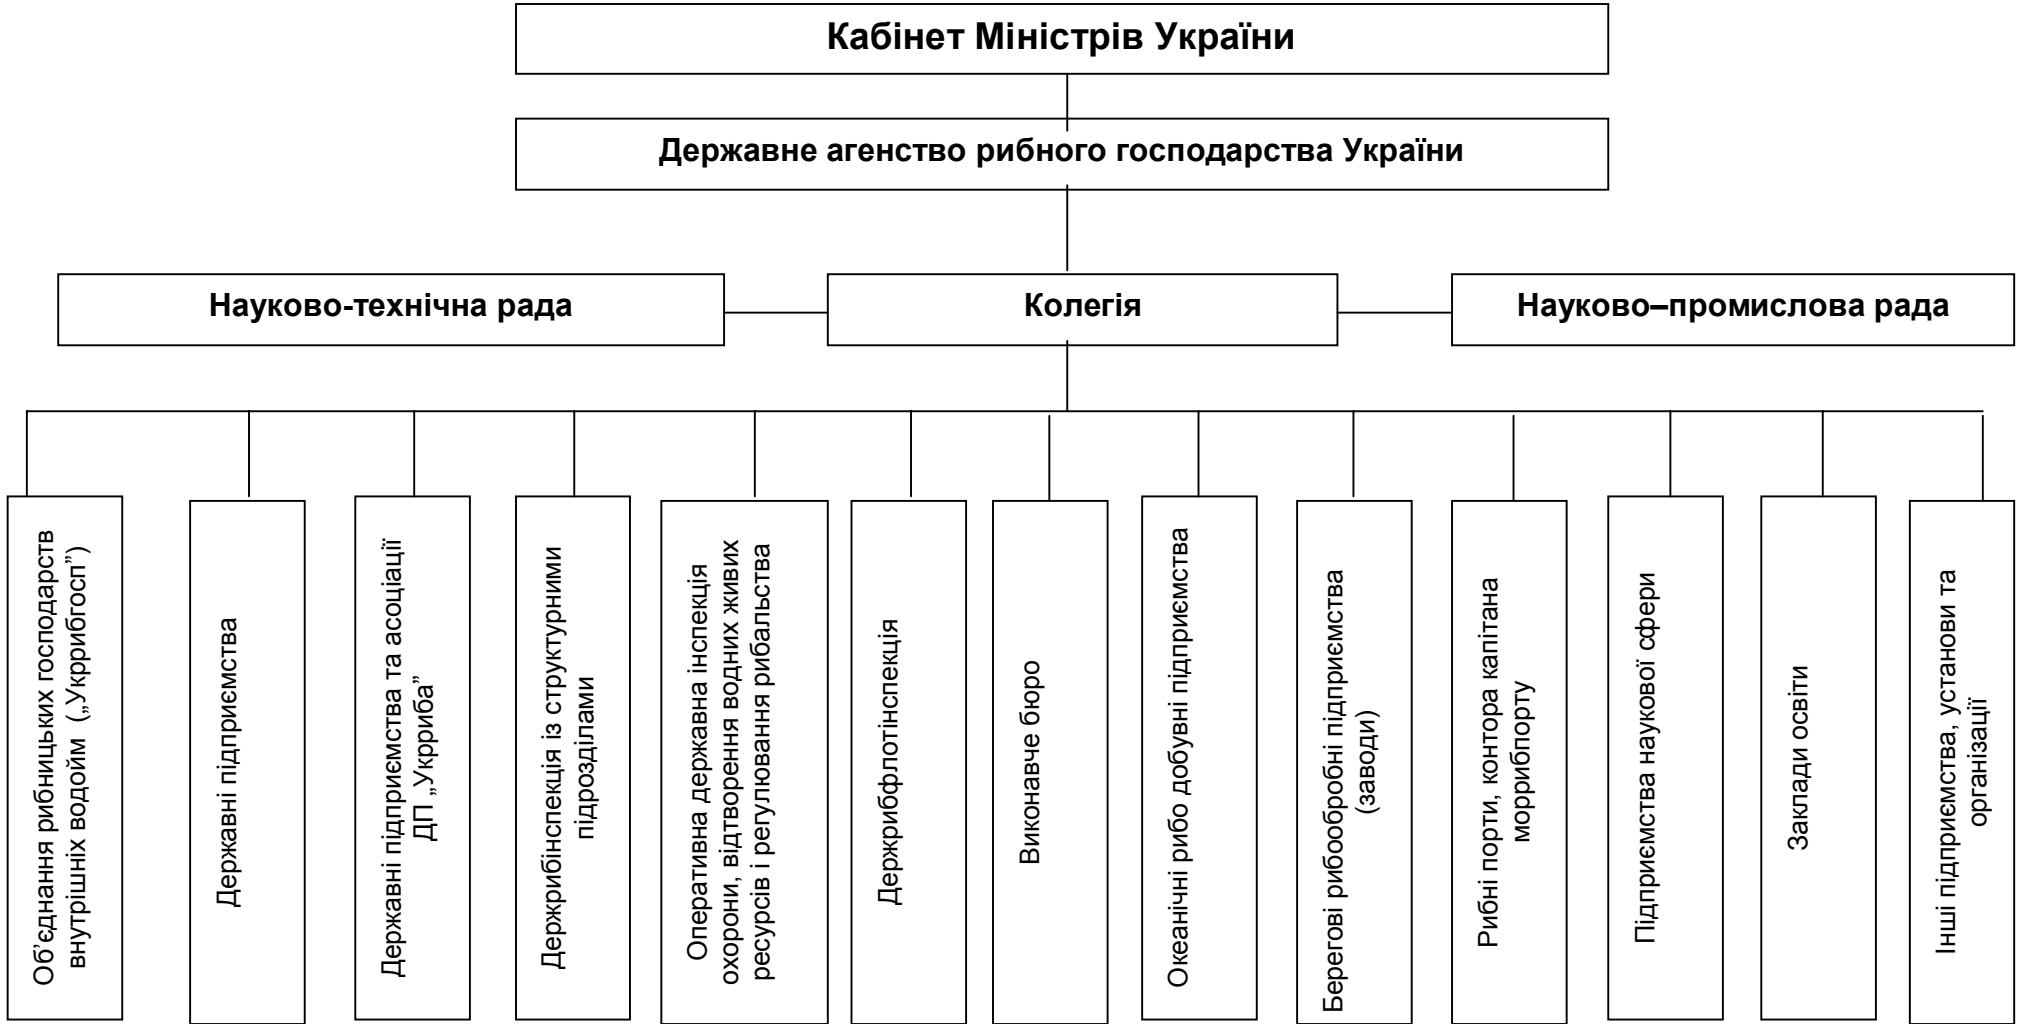 Кабінет Міністрів України
Державне агенство рибного господарства України
Науково-технічна рада
Колегія
Науково–промислова рада
Об’єднання рибницьких господарств
внутрішніх водойм („Укррибгосп”)
Державні підприємства
Державні підприємства та асоціації
ДП „Укрриба”
Держрибінспекція із структурними
підрозділами
Оперативна державна інспекція
охорони, відтворення водних живих
ресурсів і регулювання рибальства
Держрибфлотінспекція
Виконавче бюро
Океанічні рибо добувні підприємства
Берегові рибообробні підприємства
(заводи)
Рибні порти, контора капітана
моррибпорту
Підприємства наукової сфери
Заклади освіти
Інші підприємства, установи та
організації